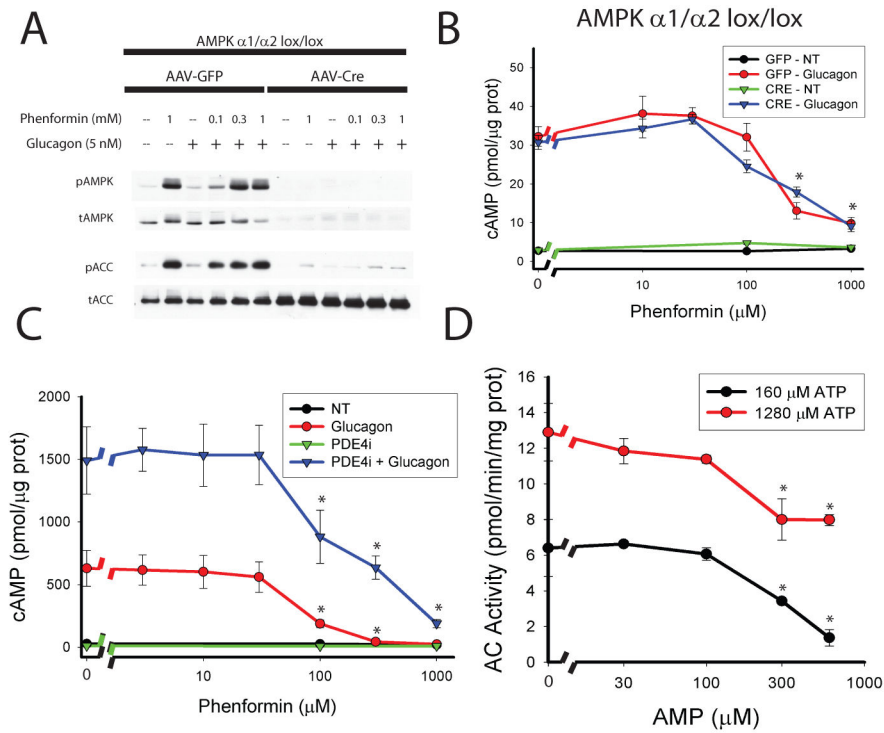 A
AMPK α1/α2 lox/lox
AAV-GFP AAV-Cre
Phenformin (mM) -- 1 -- 0.1 0.3 1 -- 1 -- 0.1 0.3 1
Glucagon (5 nM) -- -- + + + + -- -- + + + +
pAMPK
tAMPK
pACC
tACC
B
AMPK α1/α2 lox/lox
GFP - NT
GFP - Glucagon
CRE - NT
CRE - Glucagon
cAMP (pmol/μg prot)
50
40
30
20
10
0
* *
0 10 100 1000
Phenformin (μM)
C
NT
Glucagon
PDE4i
PDE4i + Glucagon
cAMP (pmol/μg prot)
2000
1500
1000
500
0
* * *
* *
0 10 100 1000
Phenformin (μM)
D
160 μM ATP
1280 μM ATP
AC Activity (pmol/min/mg prot)
16
14
12
10
8
6
4
2
0
* *
* *
0 30 100 300 1000
AMP (μM)